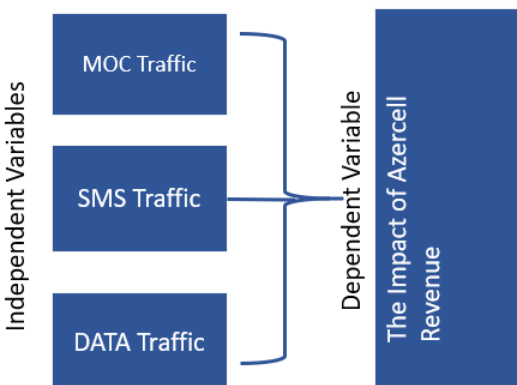 Independent Variables
MOC Traffic
SMS Traffic
DATA Traffic
Dependent Variable
The Impact of Azercell
Revenue